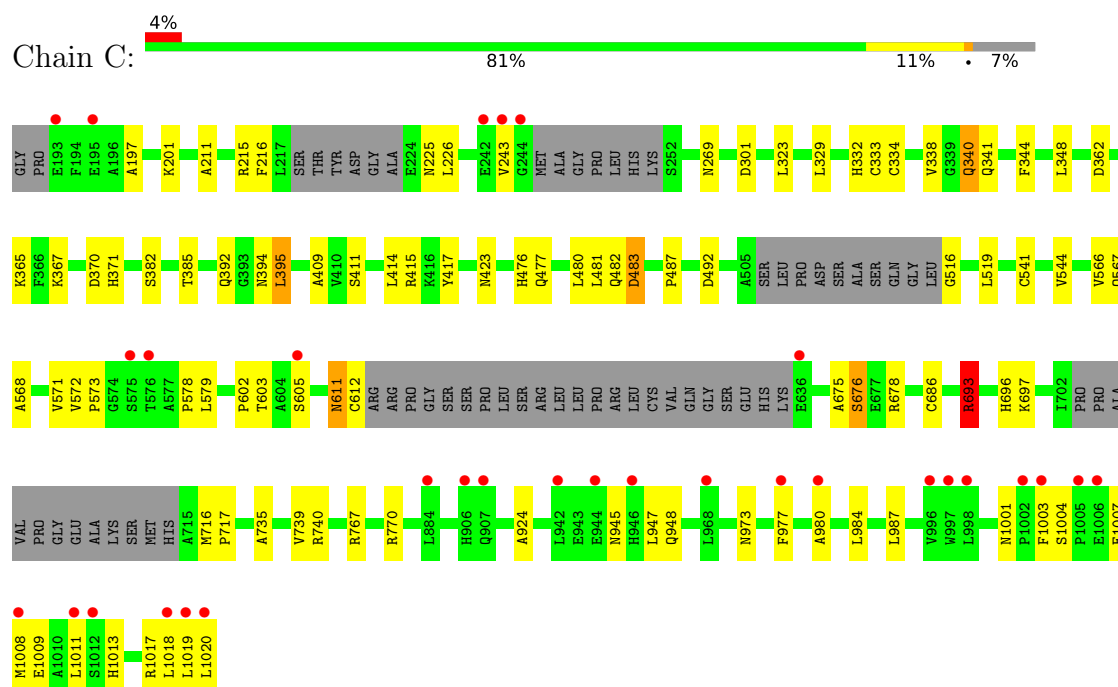 4%
Chain C:
81% 11% • 7%
GLY PRO E193 F194 E195 A196 A197 K201 A211 R215 F216 L217 SER THR TYR ASP GLY ALA E224 N225 L226 E242 V243 G244 MET ALA GLY PRO LEU HIS LYS S252 N269 D301 L323 L329 H332 C333 C334 V338 G339 Q340 Q341 F344 L348 D362
K365 F366 K367 D370 H371 S382 T385 Q392 G393 N394 L395 A409 V410 S411 L414 R415 K416 Y417 N423 H476 Q477 L480 L481 Q482 D483 P487 D492 A505 SER LEU PRO ASP SER ALA SER GLN GLY LEU G516 L519 C541 V544 V566 Q567
A568 V571 V572 P573 G574 S575 T576 A577 P578 L579 P602 T603 A604 S605 N611 C612 ARG ARG PRO GLY SER SER PRO LEU SER ARG LEU LEU PRO ARG LEU CYS VAL GLN GLY SER GLU HIS LYS E636 A675 S676 E677 R678 C686 R693 H696 K697 I702 PRO PRO ALA
VAL PRO GLY GLU ALA LYS SER MET HIS A715 M716 P717 A735 V739 R740 R767 R770 L884 H906 Q907 A924 L942 E943 E944 N945 H946 L947 Q948 L968 N973 F977 A980 L984 L987 V996 W997 L998 N1001 P1002 F1003 S1004 P1005 E1006 E1007
M1008 E1009 A1010 L1011 S1012 H1013 R1017 L1018 L1019 L1020